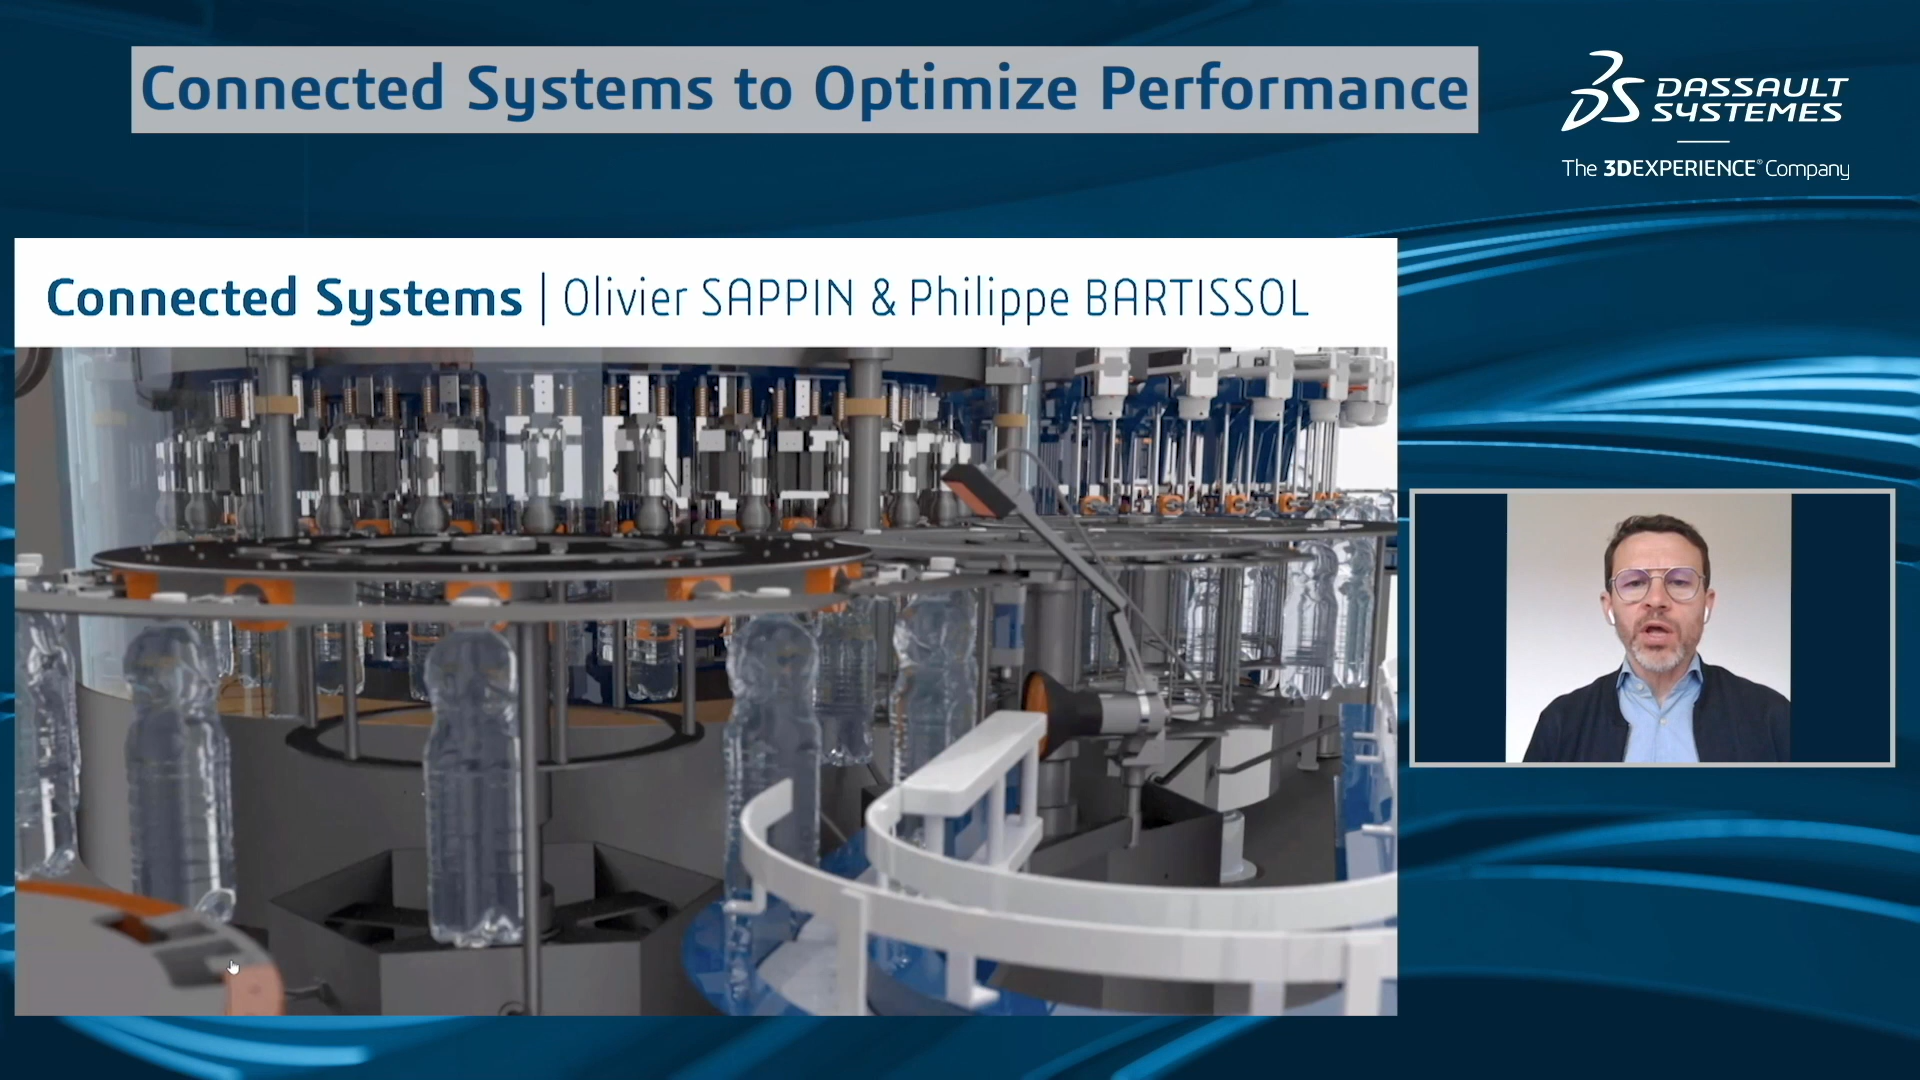 Connected Systems to Optimize Performance
DASSAULT
SYSTEMES
The 3DEXPERIENCE® Company
Connected Systems | Olivier SAPPIN & Philippe BARTISSOL